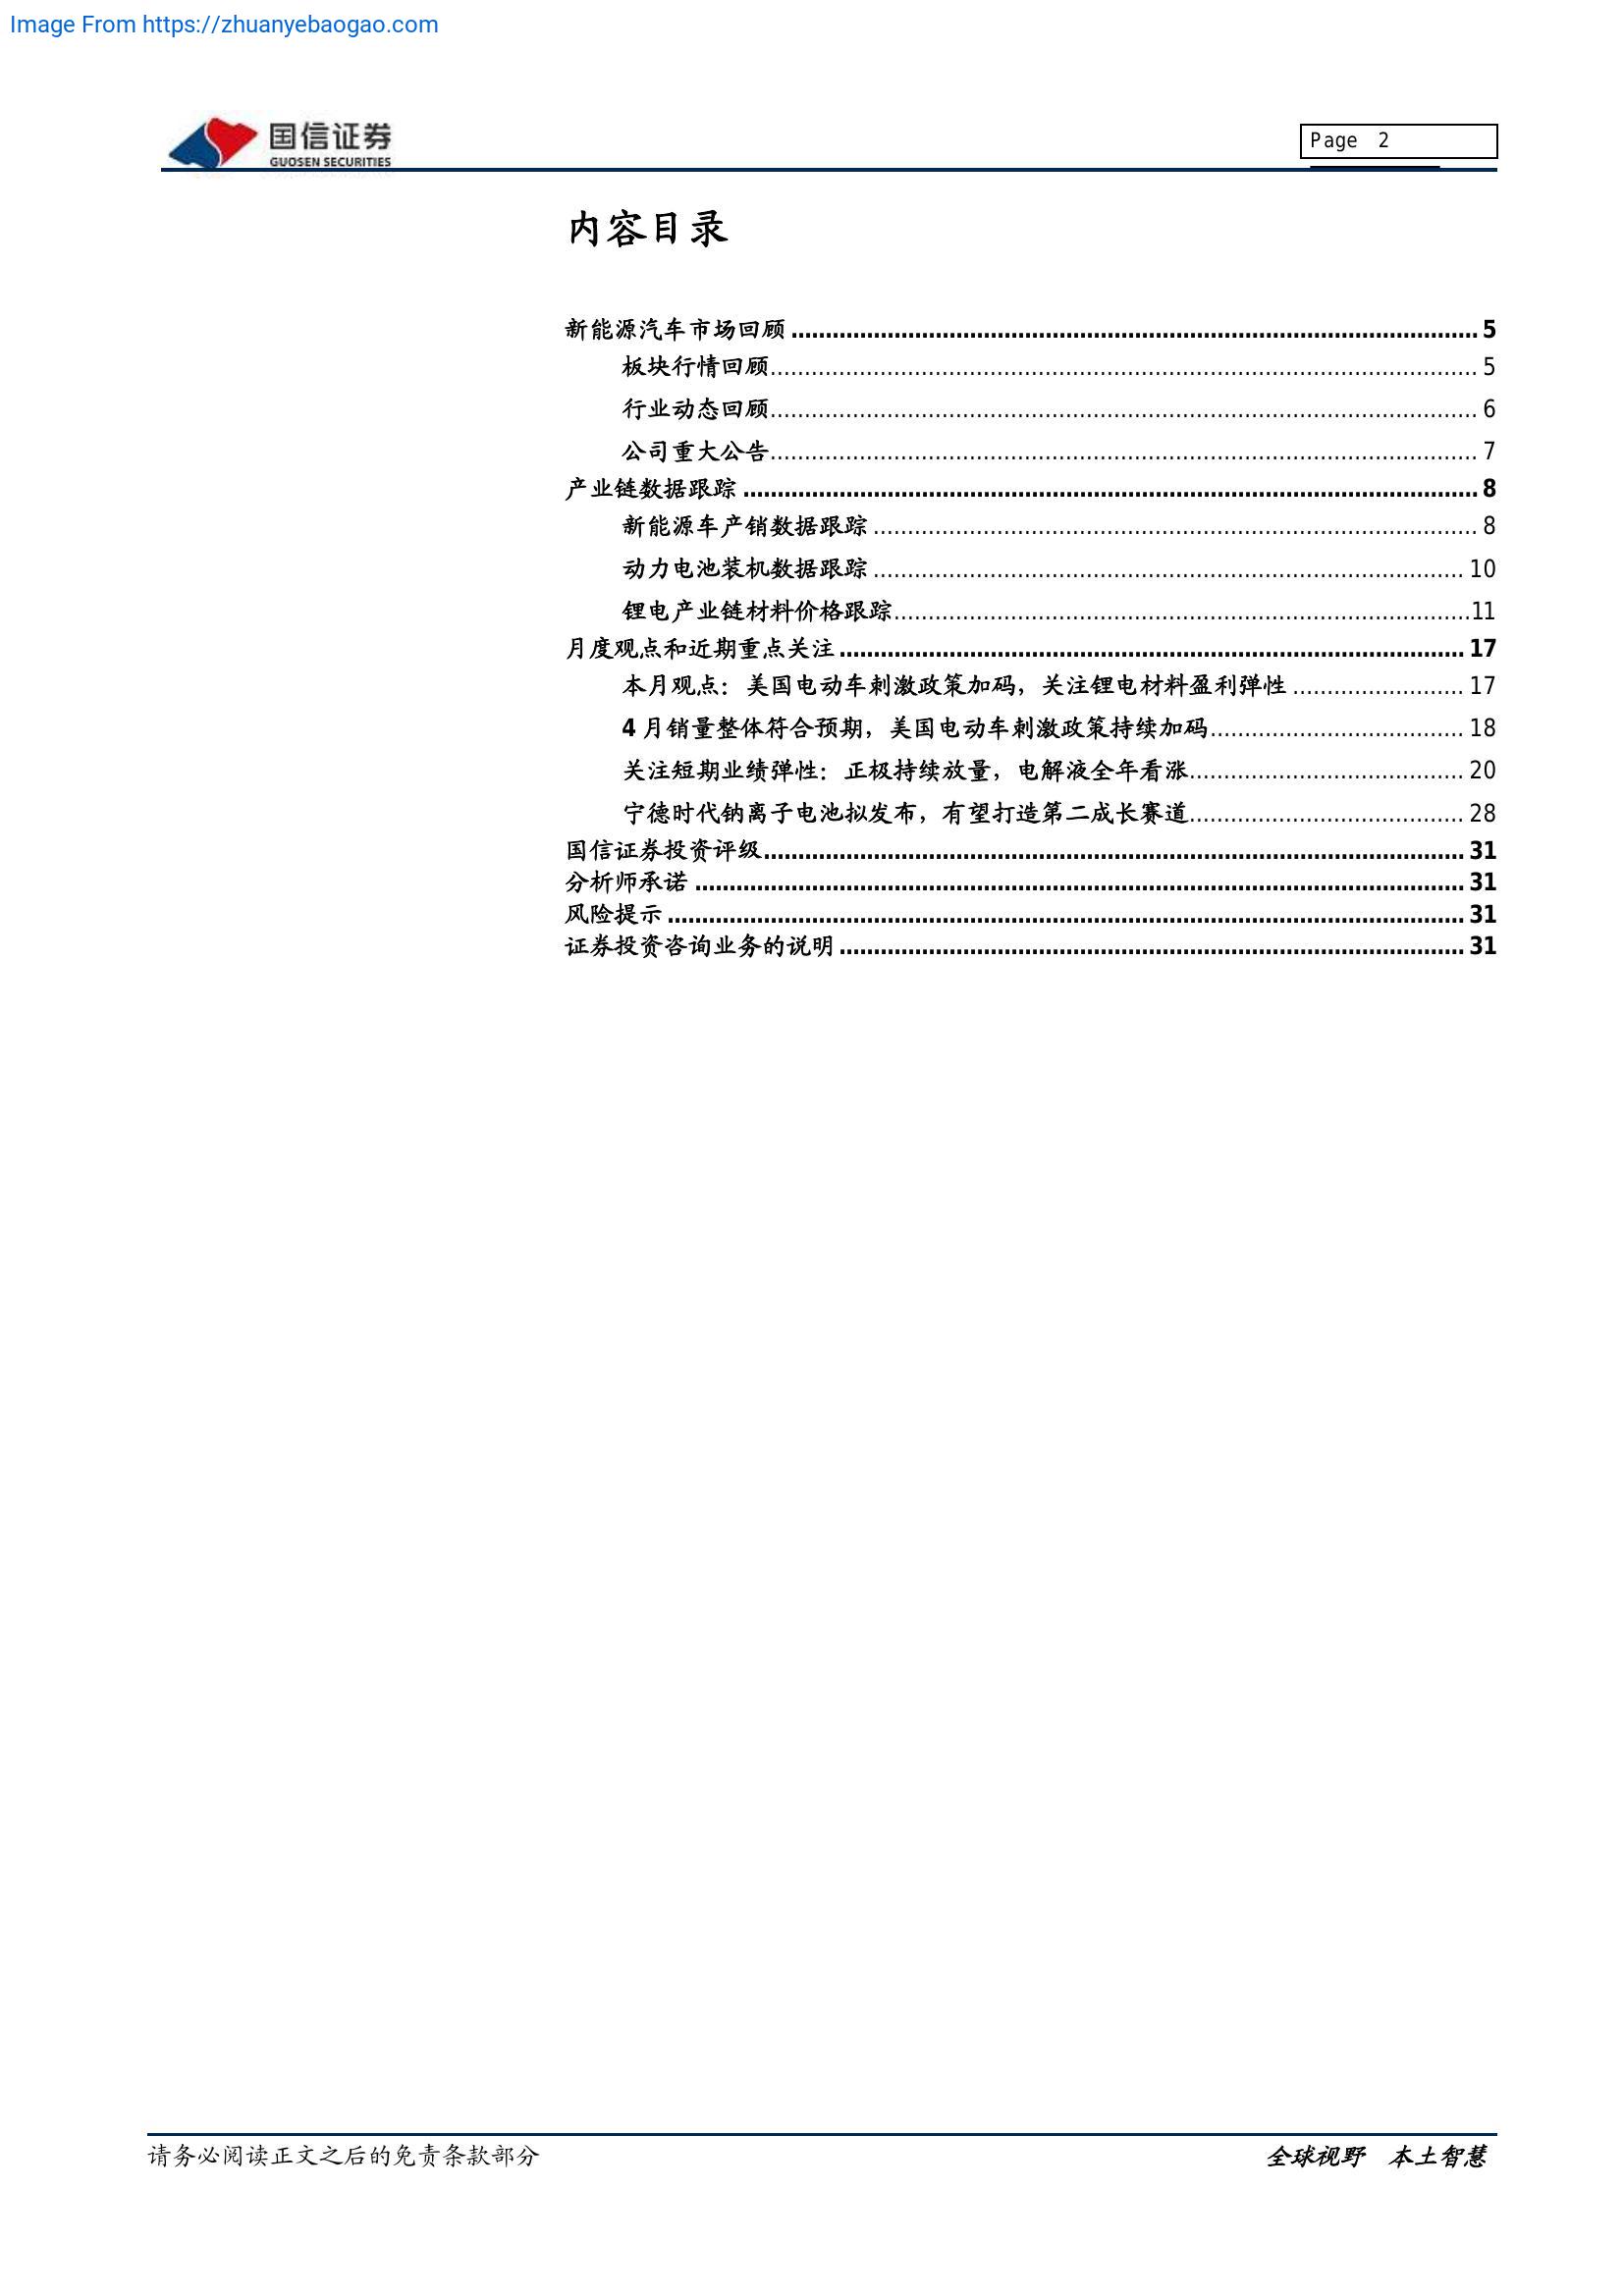 Image From https://zhuanyebaogao.com
国信证券
GUOSEN SECURITIES
Page 2
内容目录
新能源汽车市场回顾 ........ 5
板块行情回顾 ........ 5
行业动态回顾 ........ 6
公司重大公告 ........ 7
产业链数据跟踪 ........ 8
新能源车产销数据跟踪 ........ 8
动力电池装机数据跟踪 ........ 10
锂电产业链材料价格跟踪 ........ 11
月度观点和近期重点关注 ........ 17
本月观点：美国电动车刺激政策加码，关注锂电材料盈利弹性 ........ 17
4 月销量整体符合预期，美国电动车刺激政策持续加码 ........ 18
关注短期业绩弹性：正极持续放量，电解液全年看涨 ........ 20
宁德时代钠离子电池拟发布，有望打造第二成长赛道 ........ 28
国信证券投资评级 ........ 31
分析师承诺 ........ 31
风险提示 ........ 31
证券投资咨询业务的说明 ........ 31
请务必阅读正文之后的免责条款部分
全球视野 本土智慧